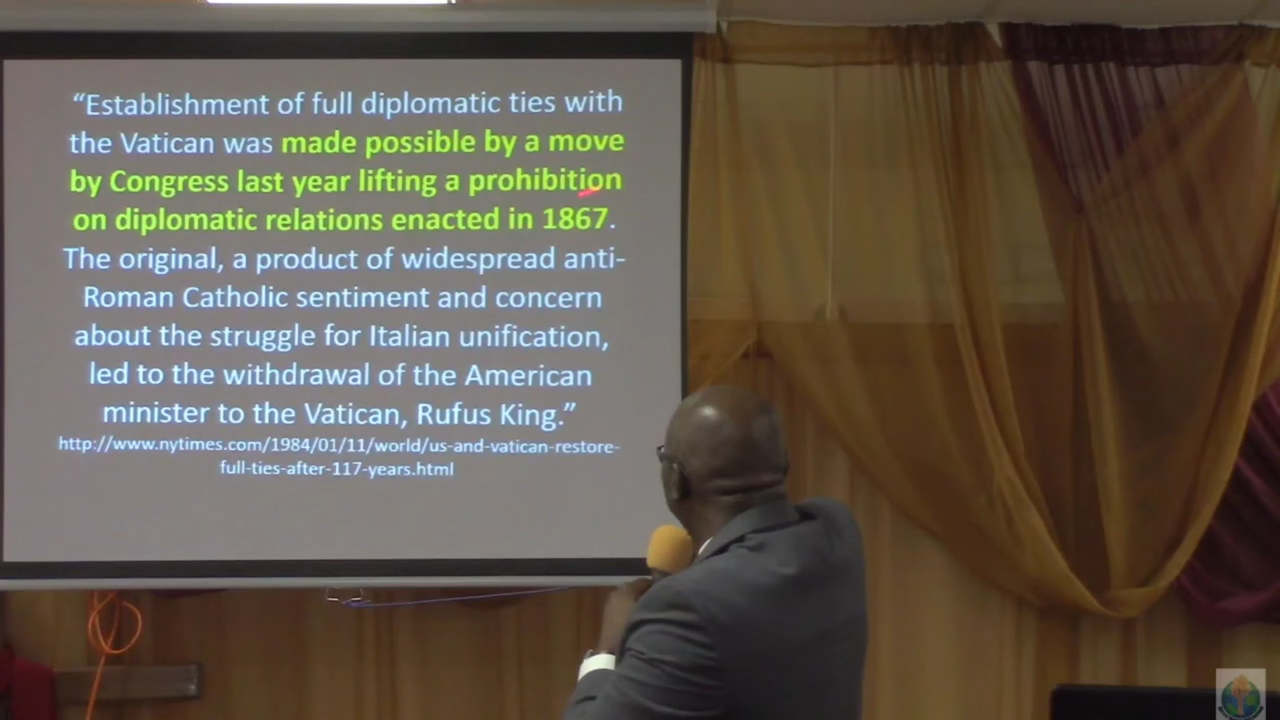 “Establishment of full diplomatic ties with
the Vatican was made possible by a move
by Congress last year lifting a prohibition
on diplomatic relations enacted in 1867.
The original, a product of widespread anti-
Roman Catholic sentiment and concern
about the struggle for Italian unification,
led to the withdrawal of the American
minister to the Vatican, Rufus King.”
http://www.nytimes.com/1984/01/11/world/us-and-vatican-restore-
full-ties-after-117-years.html